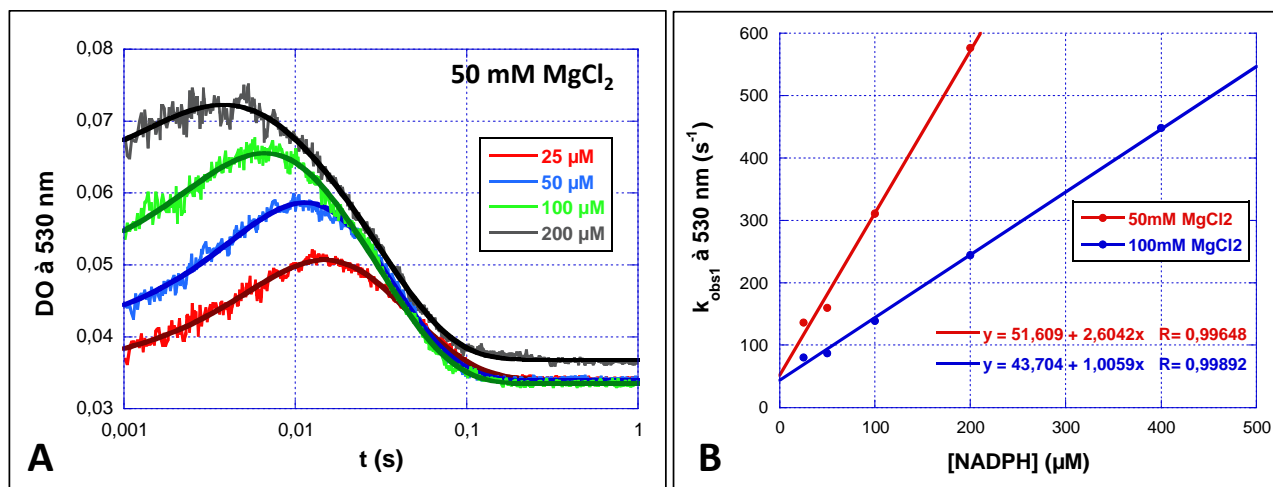 0,08
0,07
0,06
0,05
0,04
0,03
DO à 530 nm
50 mM MgCl2
25 µM
50 µM
100 µM
200 µM
0,001
0,01
0,1
1
t (s)
A
600
500
400
300
200
100
0
kobs1 à 530 nm (s-1)
50mM MgCl2
100mM MgCl2
y = 51,609 + 2,6042x R= 0,99648
y = 43,704 + 1,0059x R= 0,99892
0
100
200
300
400
500
[NADPH] (µM)
B